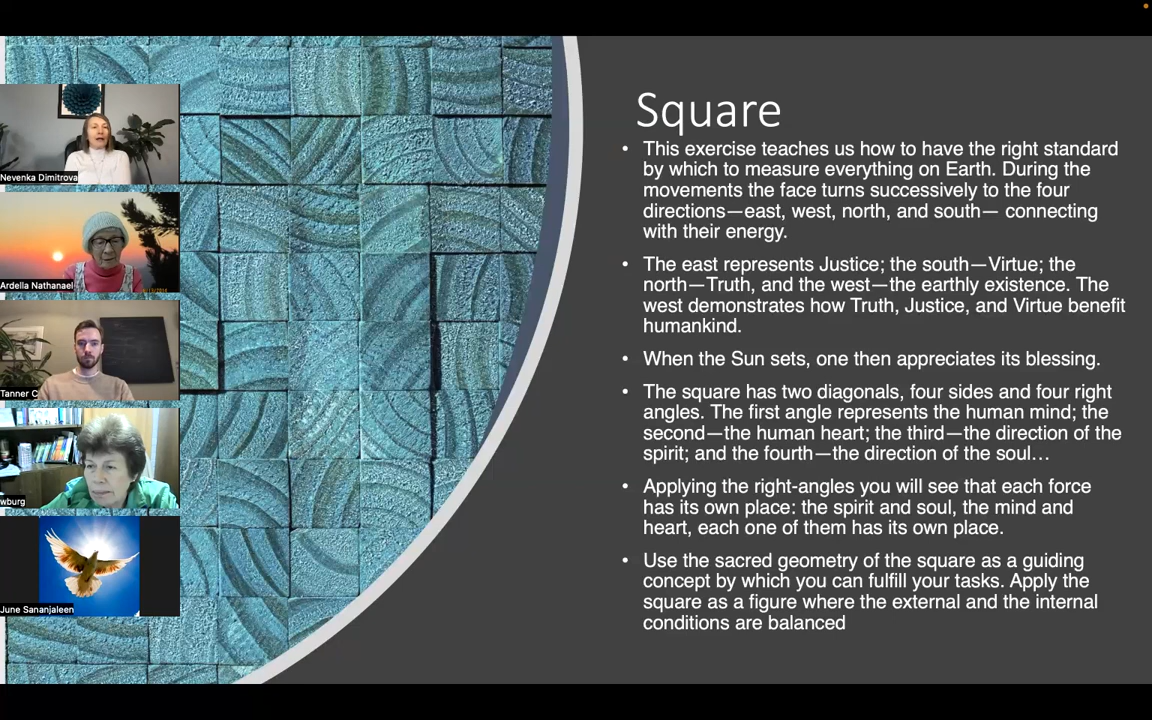 Square
• This exercise teaches us how to have the right standard
by which to measure everything on Earth. During the
movements the face turns successively to the four
directions—east, west, north, and south— connecting
with their energy.
• The east represents Justice; the south—Virtue; the
north—Truth, and the west—the earthly existence. The
west demonstrates how Truth, Justice, and Virtue benefit
humankind.
• When the Sun sets, one then appreciates its blessing.
• The square has two diagonals, four sides and four right
angles. The first angle represents the human mind; the
second—the human heart; the third—the direction of the
spirit; and the fourth—the direction of the soul…
• Applying the right-angles you will see that each force
has its own place: the spirit and soul, the mind and
heart, each one of them has its own place.
• Use the sacred geometry of the square as a guiding
concept by which you can fulfill your tasks. Apply the
square as a figure where the external and the internal
conditions are balanced
Nevenka Dimitrova
Ardella Nathanael
Tanner C
wburg
June Sananjaleen